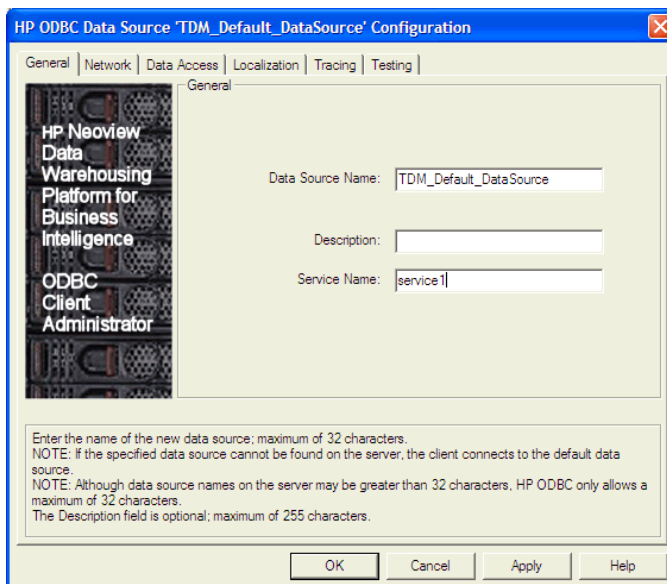 HP ODBC Data Source 'TDM_Default_DataSource' Configuration
General Network Data Access Localization Tracing Testing
General
HP Neoview
Data
Warehousing
Platform for
Business
Intelligence
ODBC
Client
Administrator
Data Source Name: TDM_Default_DataSource
Description:
Service Name: service1
Enter the name of the new data source; maximum of 32 characters.
NOTE: If the specified data source cannot be found on the server, the client connects to the default data
source.
NOTE: Although data source names on the server may be greater than 32 characters, HP ODBC only allows a
maximum of 32 characters.
The Description field is optional; maximum of 255 characters.
OK Cancel Apply Help